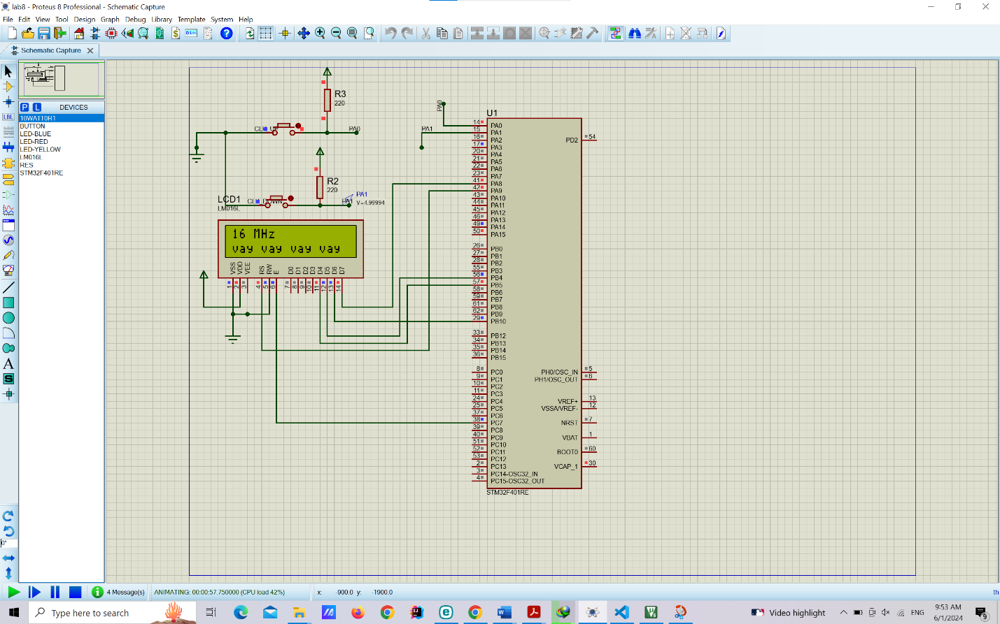 lab8 - Proteus 8 Professional - Schematic Capture
File Edit View Tool Design Graph Debug Library Template System Help
Schematic Capture
P L DEVICES
10WATT0R1
BUTTON
LED-BLUE
LED-RED
LED-YELLOW
LM016L
RES
STM32F401RE
LBL
A
S
0°
R3
220
PA0
PA0
PA1
R2
220
LCD1
LM016L
PA1
PA1
V=4.99994
16 MHz
vay vay vay vay
VSS VDD VEE RS RW E D0 D1 D2 D3 D4 D5 D6 D7
1 2 3 4 5 6 7 8 9 10 11 12 13 14
U1
14 PA0
15 PA1
16 PA2
17 PA3
20 PA4
21 PA5
22 PA6
23 PA7
41 PA8
42 PA9
43 PA10
44 PA11
45 PA12
46 PA13
49 PA14
50 PA15
26 PB0
27 PB1
28 PB2
55 PB3
56 PB4
57 PB5
58 PB6
59 PB7
61 PB8
62 PB9
29 PB10
33 PB12
34 PB13
35 PB14
36 PB15
8 PC0
9 PC1
10 PC2
11 PC3
24 PC4
25 PC5
37 PC6
38 PC7
39 PC8
40 PC9
51 PC10
52 PC11
53 PC12
2 PC13
3 PC14-OSC32_IN
4 PC15-OSC32_OUT
PD2 54
PH0/OSC_IN 5
PH1/OSC_OUT 6
VREF+ 13
VSSA/VREF- 12
NRST 7
VBAT 1
BOOT0 60
VCAP_1 30
STM32F401RE
4 Message(s)
ANIMATING: 00:00:57.750000 (CPU load 42%)
x: -900.0 y: -1900.0
th
Type here to search
Video highlight
ENG
9:53 AM
6/1/2024
9